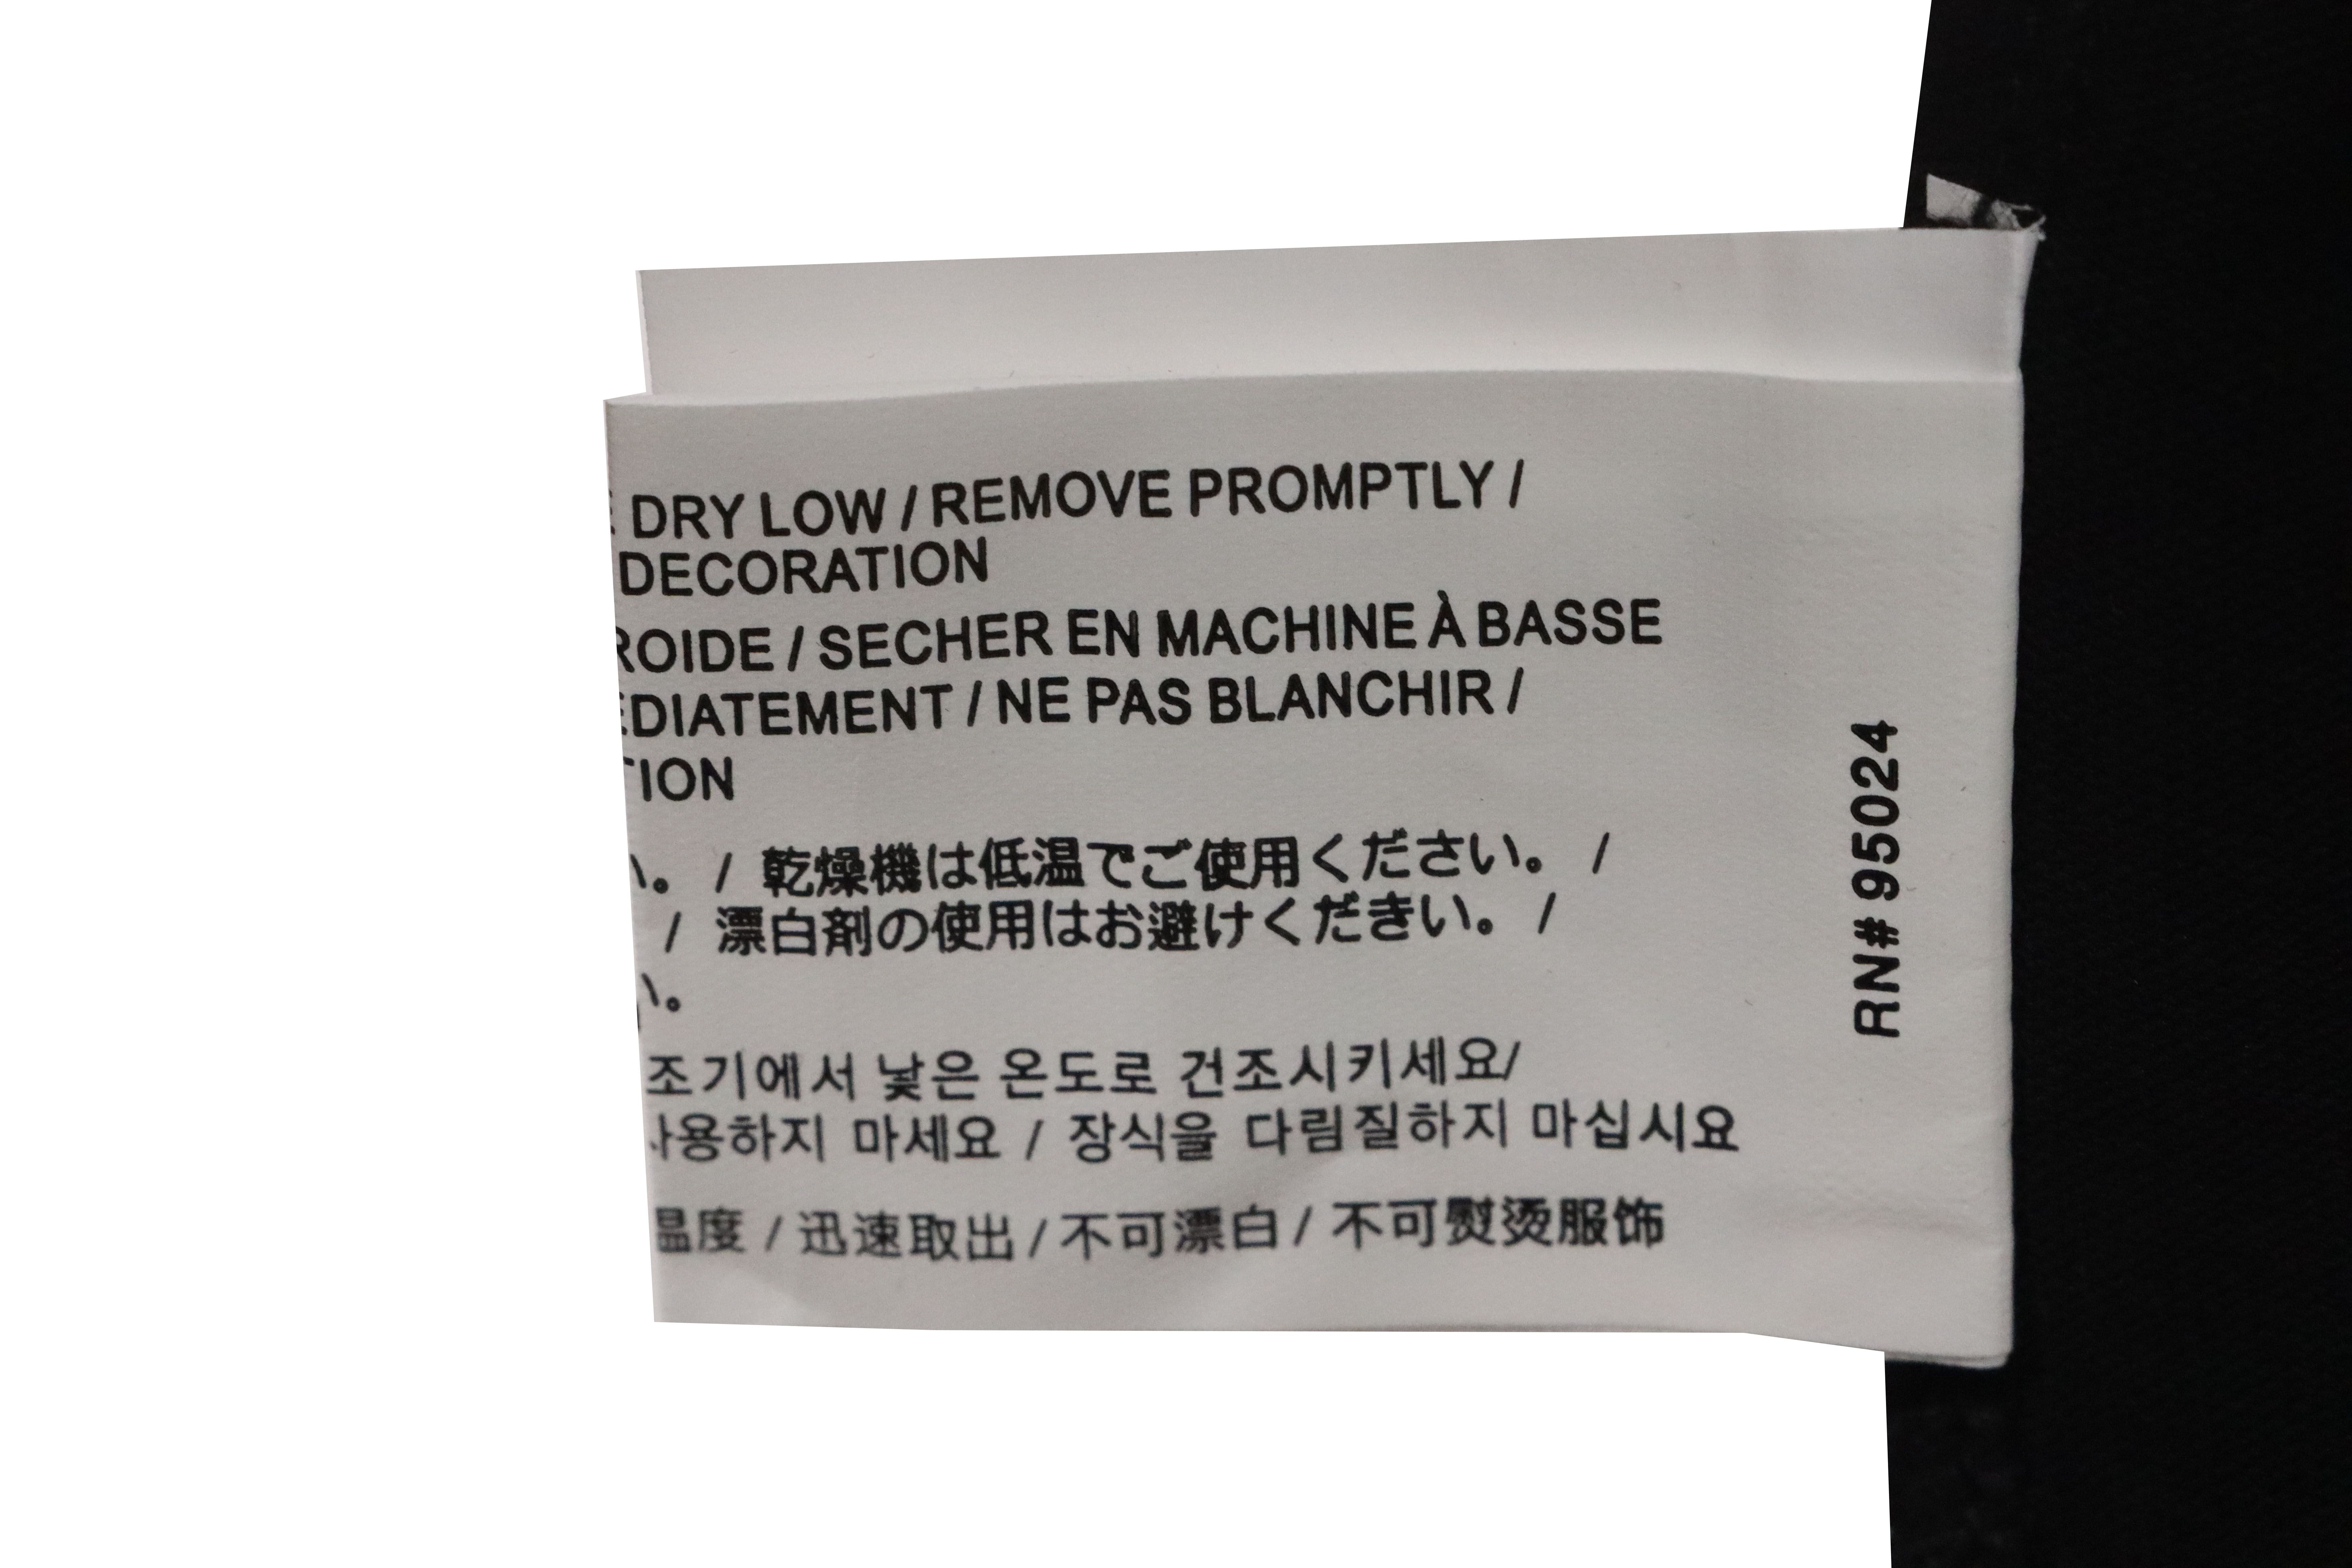 DRY LOW / REMOVE PROMPTLY /
DECORATION
ROIDE / SECHER EN MACHINE À BASSE
EDIATEMENT / NE PAS BLANCHIR /
TION
い。 / 乾燥機は低温でご使用ください。 /
/ 漂白剤の使用はお避けくだきい。 /
い。
조기에서 낮은 온도로 건조시키세요/
사용하지 마세요 / 장식을 다림질하지 마십시요
温度 / 迅速取出 / 不可漂白 / 不可熨烫服饰
RN# 95024